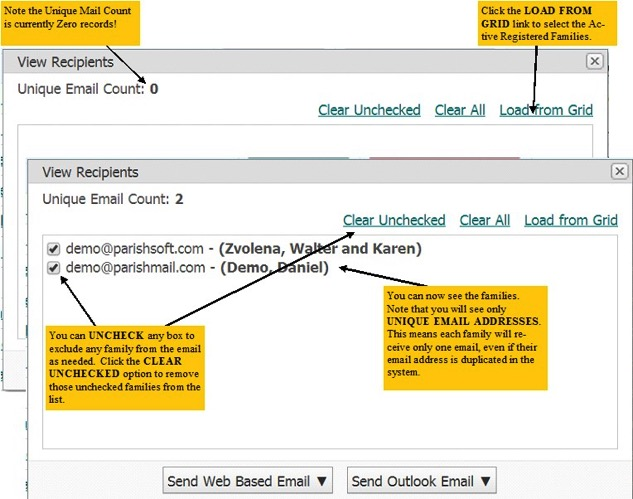 Note the Unique Mail Count
is currently Zero records!
Click the LOAD FROM
GRID link to select the Ac-
tive Registered Families.
View Recipients
Unique Email Count: 0
Clear Unchecked Clear All Load from Grid
View Recipients
Unique Email Count: 2
Clear Unchecked Clear All Load from Grid
demo@parishsoft.com - (Zvolena, Walter and Karen)
demo@parishmail.com - (Demo, Daniel)
You can now see the families.
Note that you will see only
UNIQUE EMAIL ADDRESSES.
This means each family will re-
ceive only one email, even if their
email address is duplicated in the
system.
You can UNCHECK any box to
exclude any family from the email
as needed. Click the CLEAR
UNCHECKED option to remove
those unchecked families from the
list.
Send Web Based Email ▼ Send Outlook Email ▼